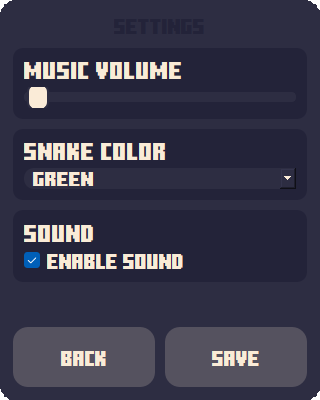 SETTINGS
MUSIC VOLUME
SNAKE COLOR
GREEN
SOUND
ENABLE SOUND
BACK
SAVE